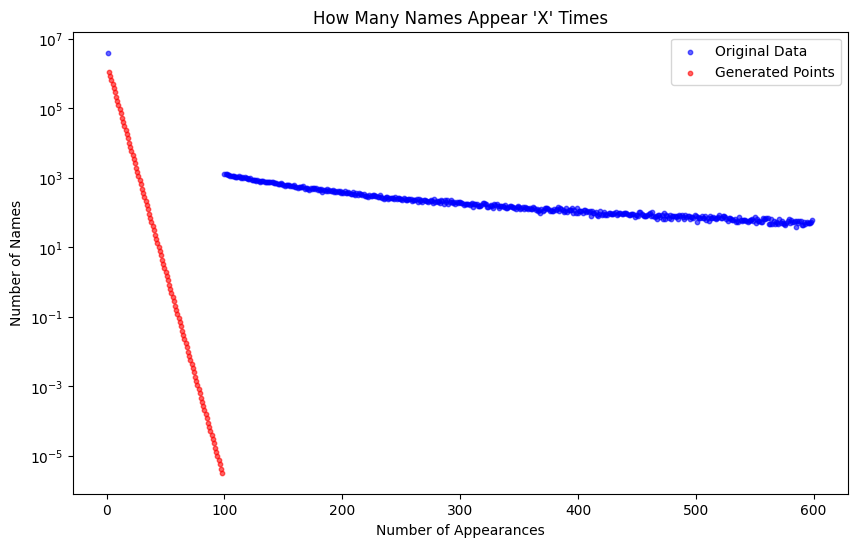 How Many Names Appear 'X' Times
Original Data
Generated Points
Number of Names
10^7
10^5
10^3
10^1
10^−1
10^−3
10^−5
0 100 200 300 400 500 600
Number of Appearances